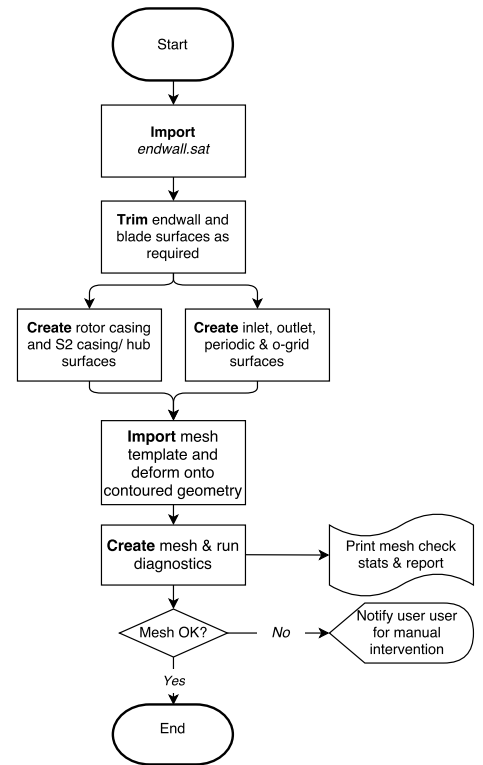 Start
Import
endwall.sat
Trim endwall and
blade surfaces as
required
Create rotor casing
and S2 casing/ hub
surfaces
Create inlet, outlet,
periodic & o-grid
surfaces
Import mesh
template and
deform onto
contoured geometry
Create mesh & run
diagnostics
Print mesh check
stats & report
Mesh OK?
No
Notify user user
for manual
intervention
Yes
End